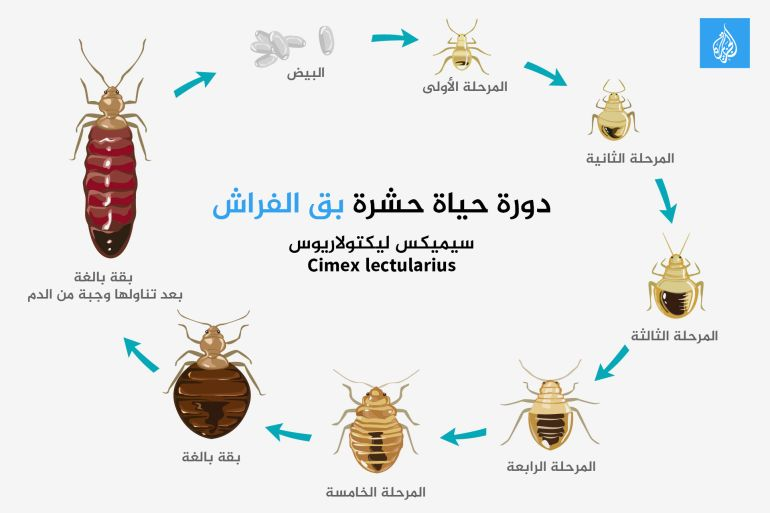 دورة حياة حشرة بق الفراش
سيميكس ليكتولاريوس
Cimex lectularius
البيض
المرحلة الأولى
المرحلة الثانية
المرحلة الثالثة
المرحلة الرابعة
المرحلة الخامسة
بقة بالغة
بقة بالغة
بعد تناولها وجبة من الدم